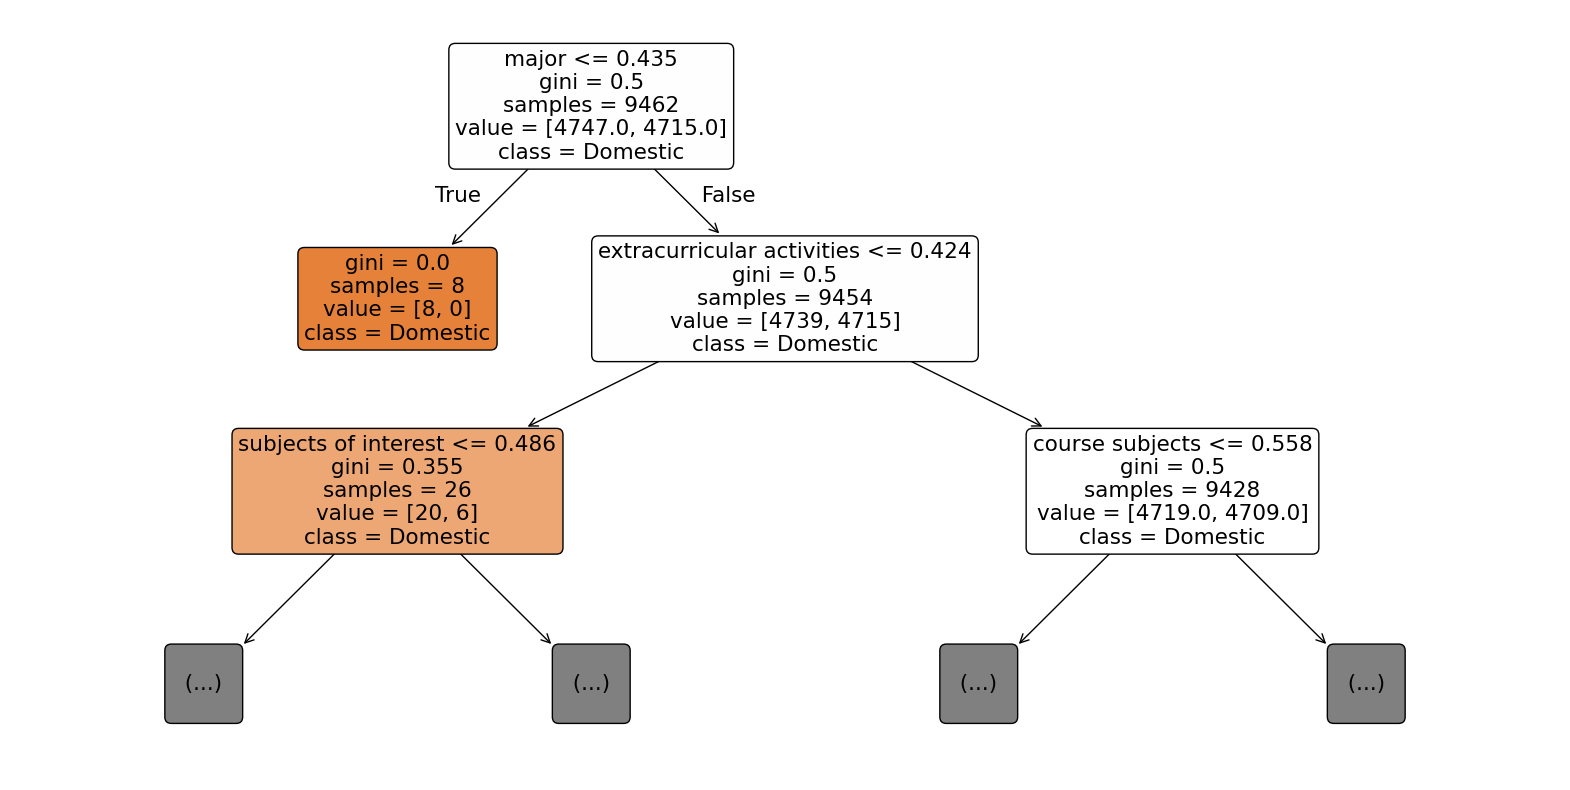 major <= 0.435
gini = 0.5
samples = 9462
value = [4747.0, 4715.0]
class = Domestic
True
False
gini = 0.0
samples = 8
value = [8, 0]
class = Domestic
extracurricular activities <= 0.424
gini = 0.5
samples = 9454
value = [4739, 4715]
class = Domestic
subjects of interest <= 0.486
gini = 0.355
samples = 26
value = [20, 6]
class = Domestic
course subjects <= 0.558
gini = 0.5
samples = 9428
value = [4719.0, 4709.0]
class = Domestic
(...)
(...)
(...)
(...)